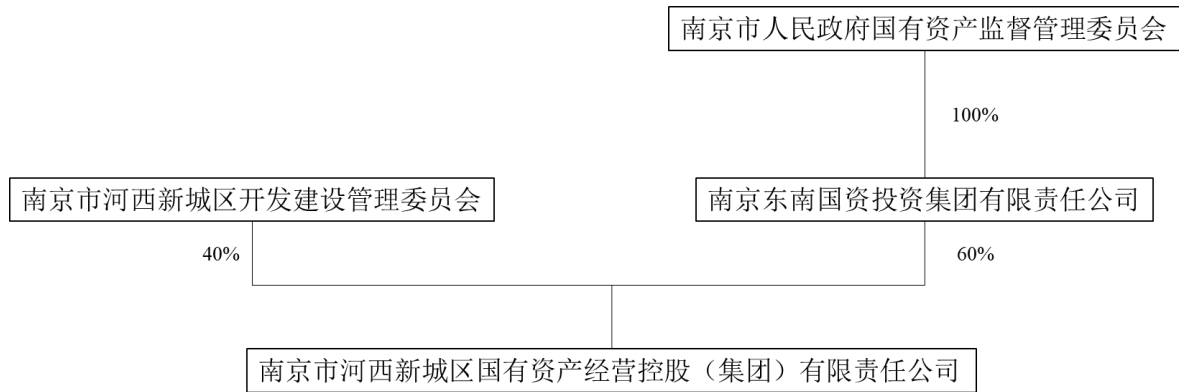 南京市人民政府国有资产监督管理委员会
100%
南京市河西新城区开发建设管理委员会
南京东南国资投资集团有限责任公司
40%
60%
南京市河西新城区国有资产经营控股（集团）有限责任公司